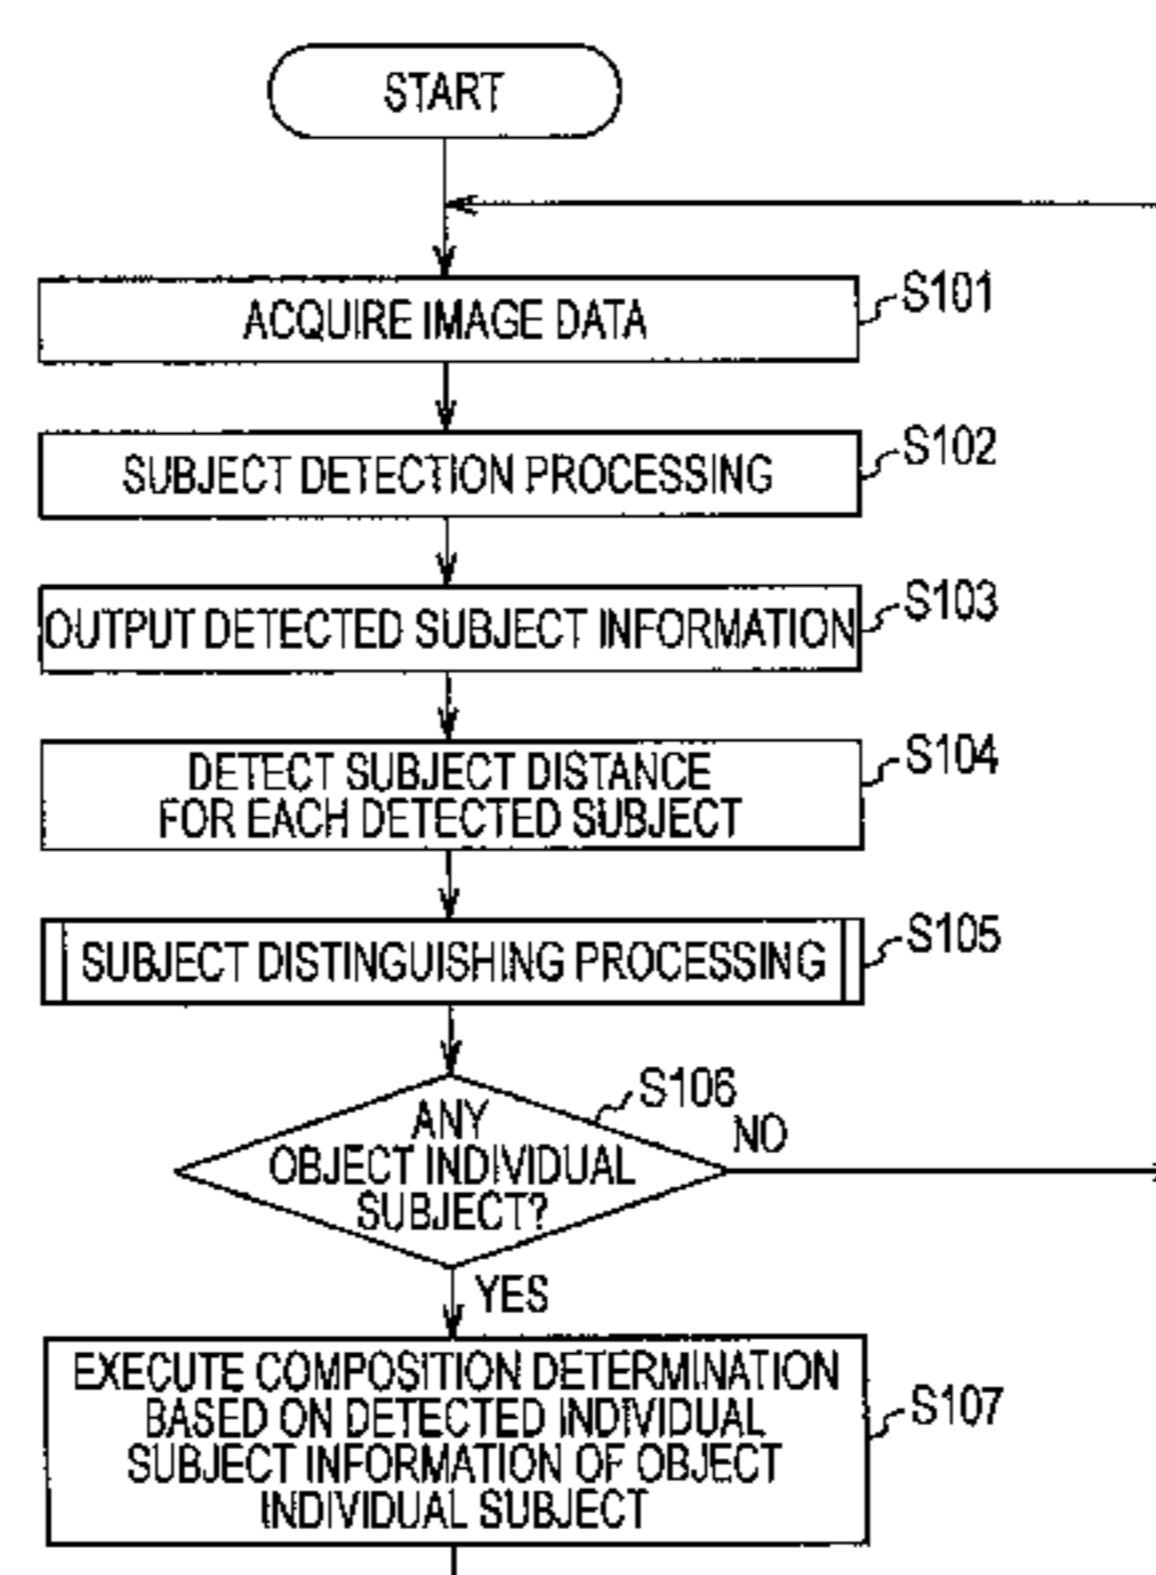 START
ACQUIRE IMAGE DATA
S101
SUBJECT DETECTION PROCESSING
S102
OUTPUT DETECTED SUBJECT INFORMATION
S103
DETECT SUBJECT DISTANCE
FOR EACH DETECTED SUBJECT
S104
SUBJECT DISTINGUISHING PROCESSING
S105
S106
ANY
OBJECT INDIVIDUAL
SUBJECT?
NO
YES
EXECUTE COMPOSITION DETERMINATION
BASED ON DETECTED INDIVIDUAL
SUBJECT INFORMATION OF OBJECT
INDIVIDUAL SUBJECT
S107